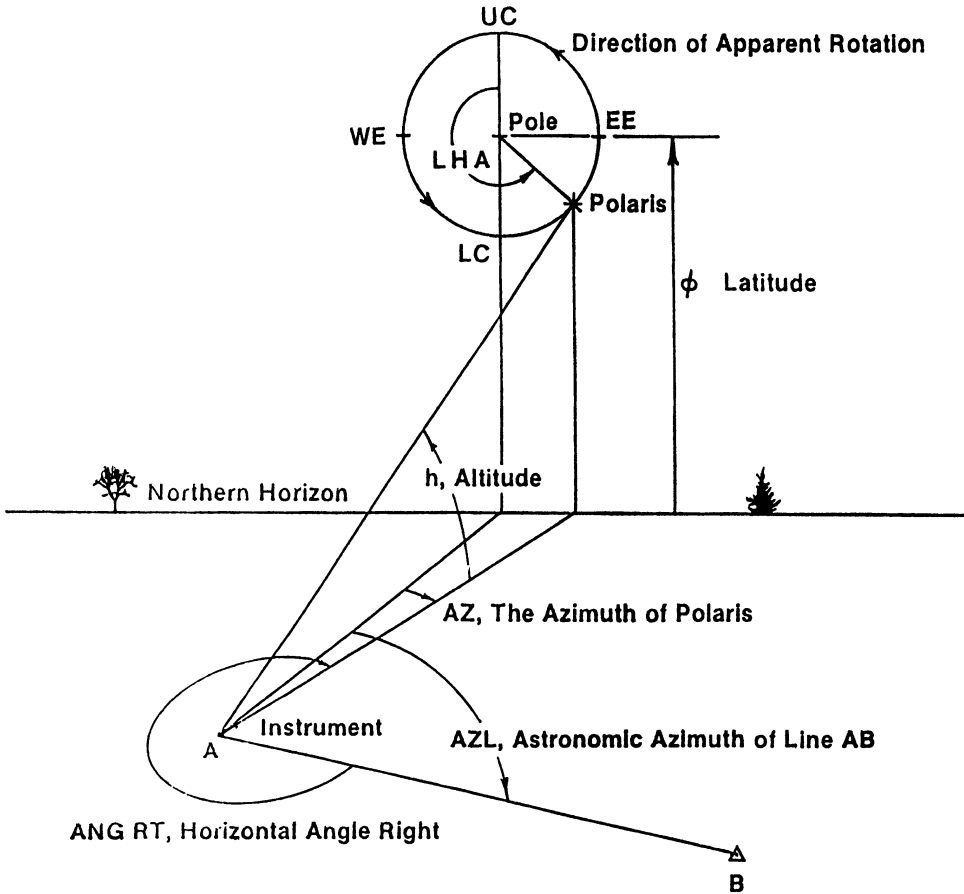 UC
Direction of Apparent Rotation
WE
Pole
EE
LHA
Polaris
LC
ϕ Latitude
h, Altitude
Northern Horizon
AZ, The Azimuth of Polaris
Instrument
A
AZL, Astronomic Azimuth of Line AB
ANG RT, Horizontal Angle Right
B